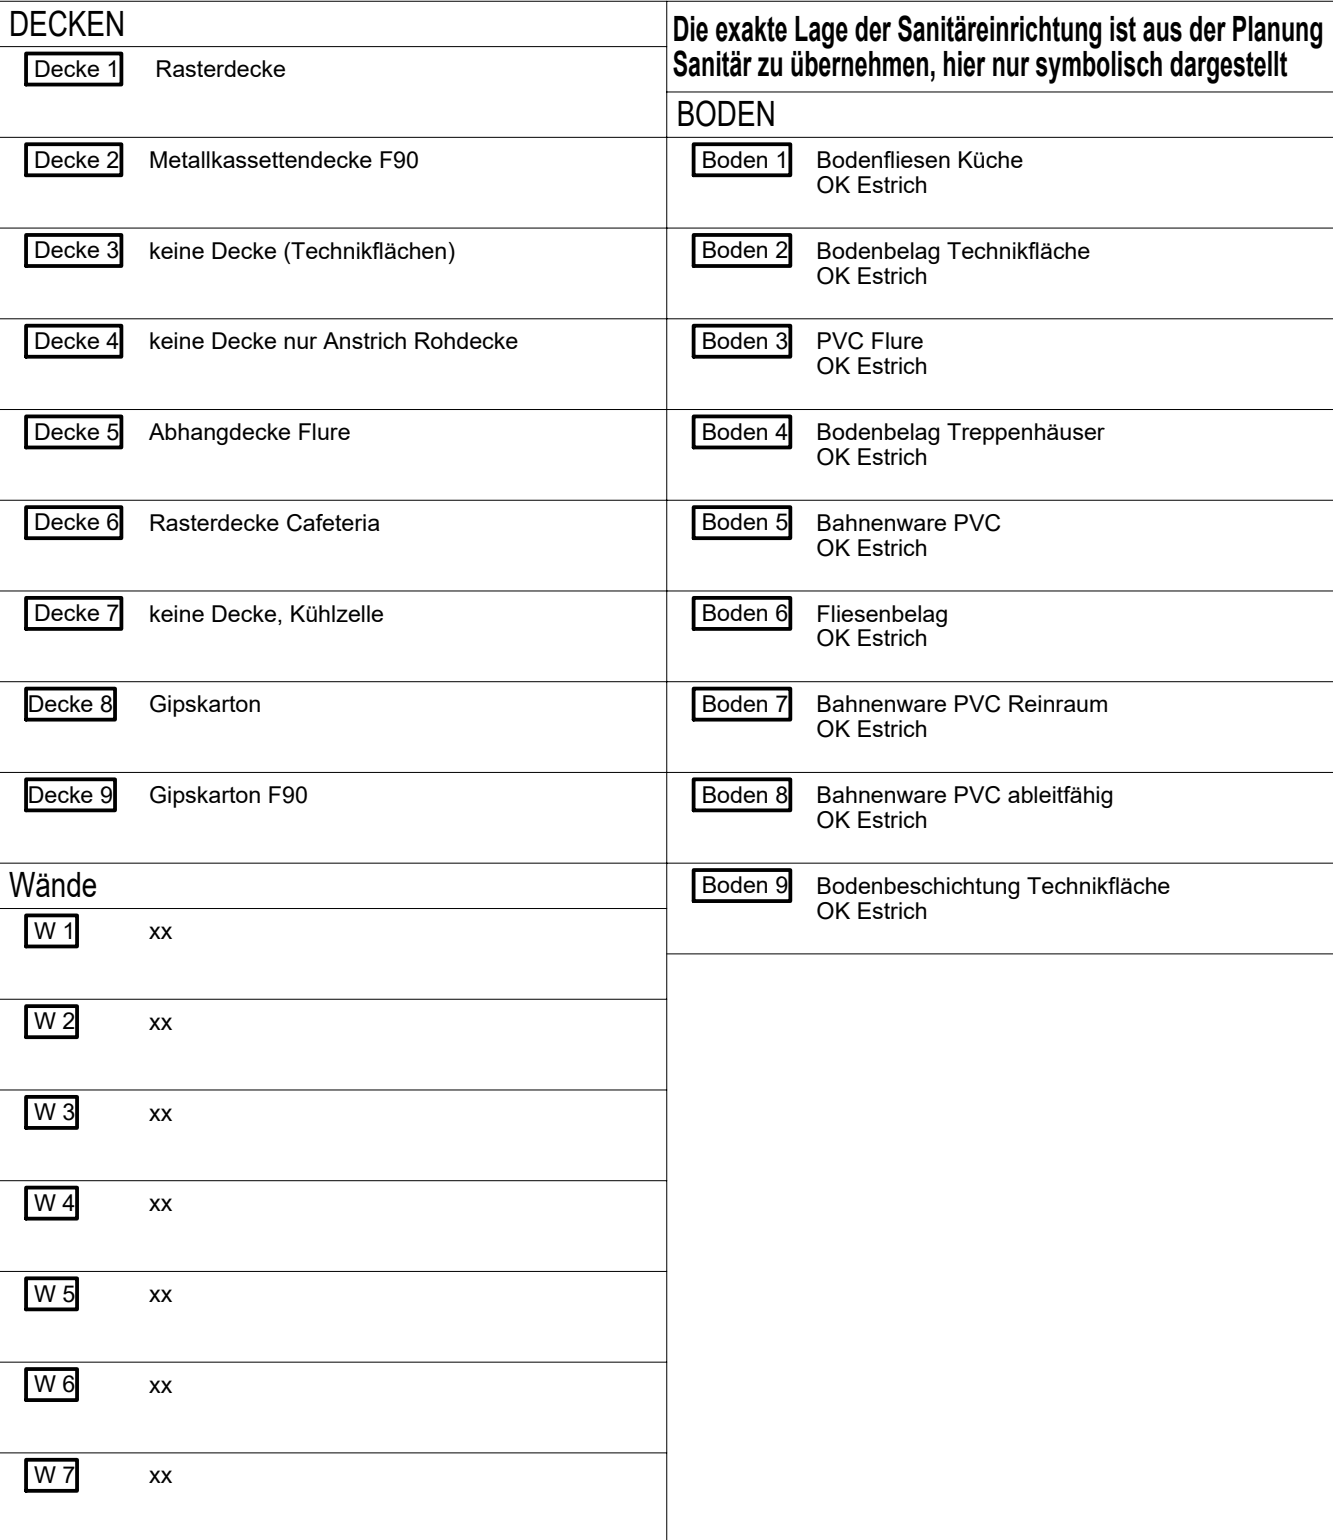 DECKEN
Decke 1 Rasterdecke
Decke 2 Metallkassettendecke F90
Decke 3 keine Decke (Technikflächen)
Decke 4 keine Decke nur Anstrich Rohdecke
Decke 5 Abhangdecke Flure
Decke 6 Rasterdecke Cafeteria
Decke 7 keine Decke, Kühlzelle
Decke 8 Gipskarton
Decke 9 Gipskarton F90
Wände
W 1 xx
W 2 xx
W 3 xx
W 4 xx
W 5 xx
W 6 xx
W 7 xx
Die exakte Lage der Sanitäreinrichtung ist aus der Planung
Sanitär zu übernehmen, hier nur symbolisch dargestellt
BODEN
Boden 1 Bodenfliesen Küche
OK Estrich
Boden 2 Bodenbelag Technikfläche
OK Estrich
Boden 3 PVC Flure
OK Estrich
Boden 4 Bodenbelag Treppenhäuser
OK Estrich
Boden 5 Bahnenware PVC
OK Estrich
Boden 6 Fliesenbelag
OK Estrich
Boden 7 Bahnenware PVC Reinraum
OK Estrich
Boden 8 Bahnenware PVC ableitfähig
OK Estrich
Boden 9 Bodenbeschichtung Technikfläche
OK Estrich